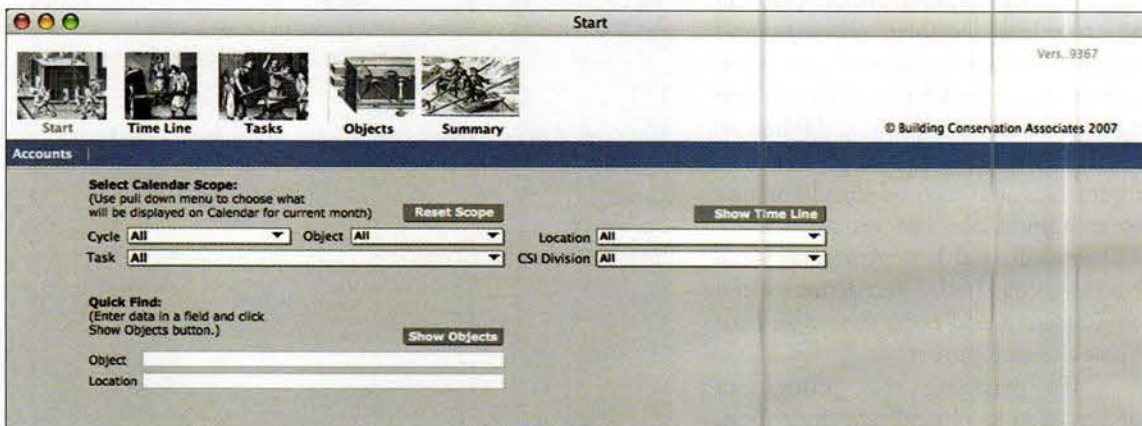 Start
Vers. 9367
Start Time Line Tasks Objects Summary
© Building Conservation Associates 2007
Accounts
Select Calendar Scope:
(Use pull down menu to choose what
will be displayed on Calendar for current month) Reset Scope Show Time Line
Cycle All Object All Location All
Task All CSI Division All
Quick Find:
(Enter data in a field and click
Show Objects button.) Show Objects
Object
Location